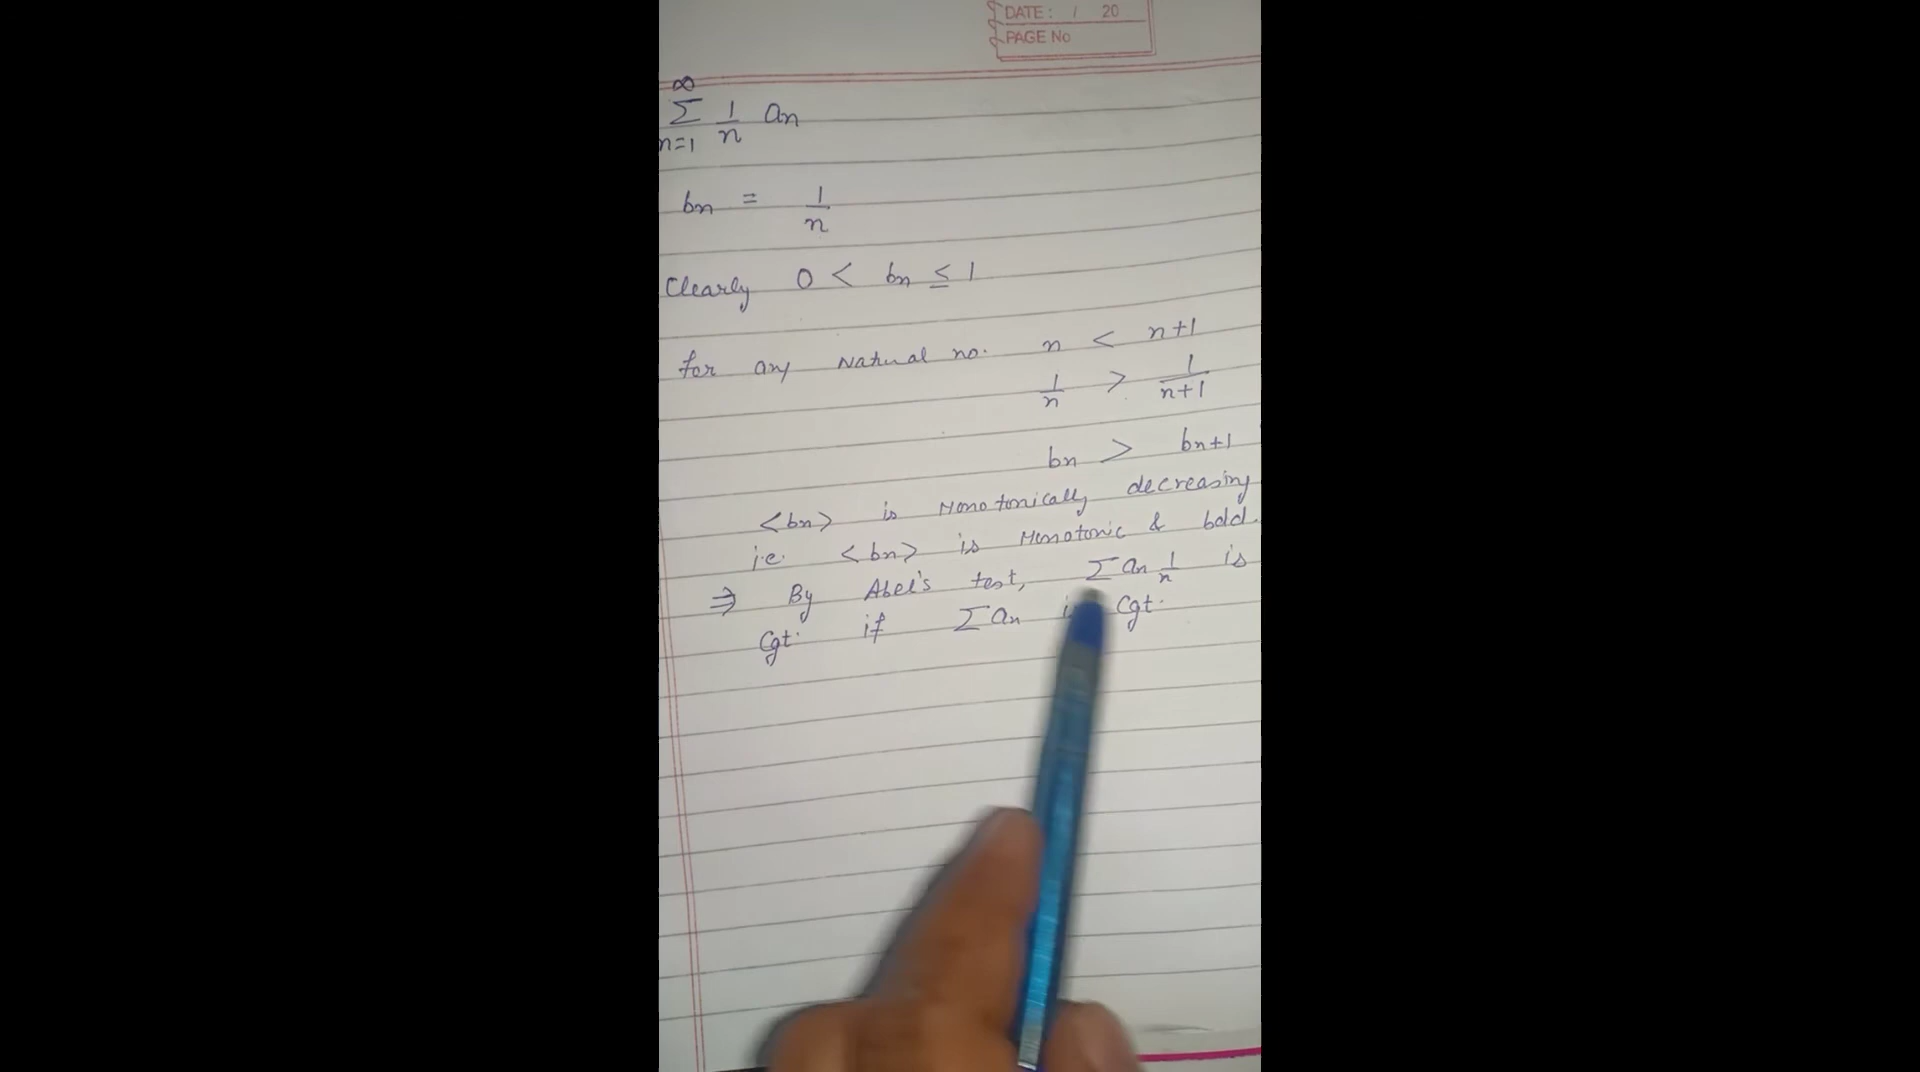 DATE: / 20
PAGE No
∞
Σ 1/n an
n=1
bn = 1/n
Clearly 0 < bn ≤ 1
for any Natural no. n < n+1
1/n > 1/n+1
bn > bn+1
<bn> is Monotonically decreasing
i.e. <bn> is Monotonic & bdd.
⇒ By Abel's test, Σ an 1/n is
Cgt. if Σ an is Cgt.